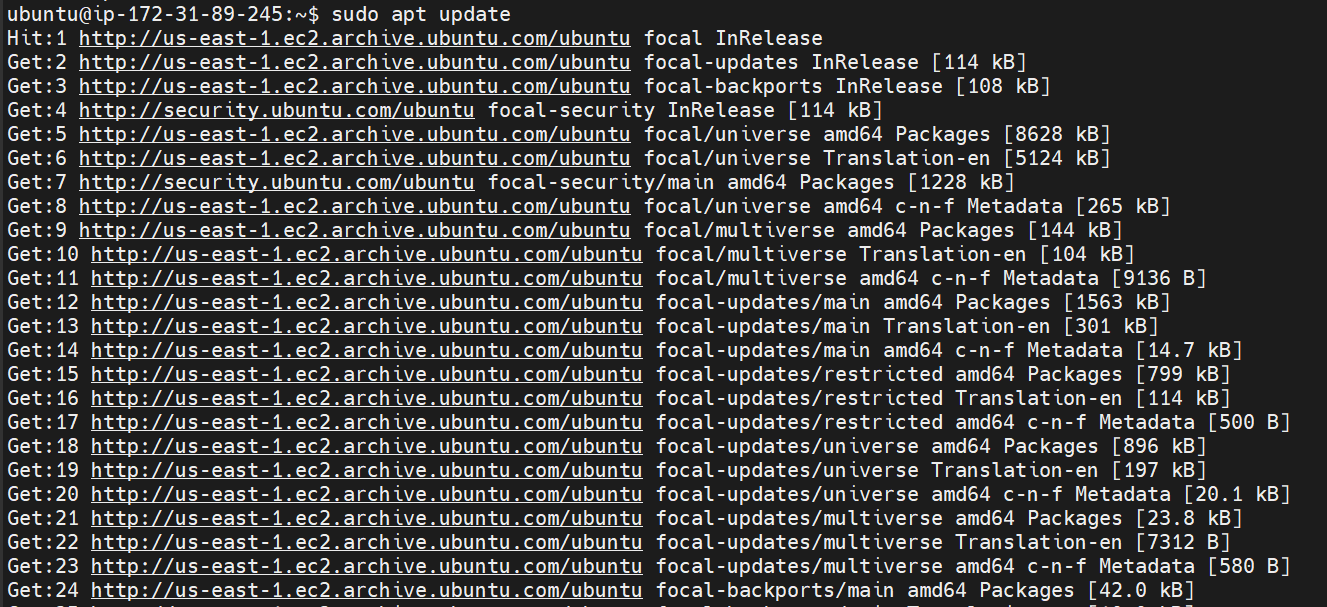 ubuntu@ip-172-31-89-245:~$ sudo apt update
Hit:1 http://us-east-1.ec2.archive.ubuntu.com/ubuntu focal InRelease
Get:2 http://us-east-1.ec2.archive.ubuntu.com/ubuntu focal-updates InRelease [114 kB]
Get:3 http://us-east-1.ec2.archive.ubuntu.com/ubuntu focal-backports InRelease [108 kB]
Get:4 http://security.ubuntu.com/ubuntu focal-security InRelease [114 kB]
Get:5 http://us-east-1.ec2.archive.ubuntu.com/ubuntu focal/universe amd64 Packages [8628 kB]
Get:6 http://us-east-1.ec2.archive.ubuntu.com/ubuntu focal/universe Translation-en [5124 kB]
Get:7 http://security.ubuntu.com/ubuntu focal-security/main amd64 Packages [1228 kB]
Get:8 http://us-east-1.ec2.archive.ubuntu.com/ubuntu focal/universe amd64 c-n-f Metadata [265 kB]
Get:9 http://us-east-1.ec2.archive.ubuntu.com/ubuntu focal/multiverse amd64 Packages [144 kB]
Get:10 http://us-east-1.ec2.archive.ubuntu.com/ubuntu focal/multiverse Translation-en [104 kB]
Get:11 http://us-east-1.ec2.archive.ubuntu.com/ubuntu focal/multiverse amd64 c-n-f Metadata [9136 B]
Get:12 http://us-east-1.ec2.archive.ubuntu.com/ubuntu focal-updates/main amd64 Packages [1563 kB]
Get:13 http://us-east-1.ec2.archive.ubuntu.com/ubuntu focal-updates/main Translation-en [301 kB]
Get:14 http://us-east-1.ec2.archive.ubuntu.com/ubuntu focal-updates/main amd64 c-n-f Metadata [14.7 kB]
Get:15 http://us-east-1.ec2.archive.ubuntu.com/ubuntu focal-updates/restricted amd64 Packages [799 kB]
Get:16 http://us-east-1.ec2.archive.ubuntu.com/ubuntu focal-updates/restricted Translation-en [114 kB]
Get:17 http://us-east-1.ec2.archive.ubuntu.com/ubuntu focal-updates/restricted amd64 c-n-f Metadata [500 B]
Get:18 http://us-east-1.ec2.archive.ubuntu.com/ubuntu focal-updates/universe amd64 Packages [896 kB]
Get:19 http://us-east-1.ec2.archive.ubuntu.com/ubuntu focal-updates/universe Translation-en [197 kB]
Get:20 http://us-east-1.ec2.archive.ubuntu.com/ubuntu focal-updates/universe amd64 c-n-f Metadata [20.1 kB]
Get:21 http://us-east-1.ec2.archive.ubuntu.com/ubuntu focal-updates/multiverse amd64 Packages [23.8 kB]
Get:22 http://us-east-1.ec2.archive.ubuntu.com/ubuntu focal-updates/multiverse Translation-en [7312 B]
Get:23 http://us-east-1.ec2.archive.ubuntu.com/ubuntu focal-updates/multiverse amd64 c-n-f Metadata [580 B]
Get:24 http://us-east-1.ec2.archive.ubuntu.com/ubuntu focal-backports/main amd64 Packages [42.0 kB]